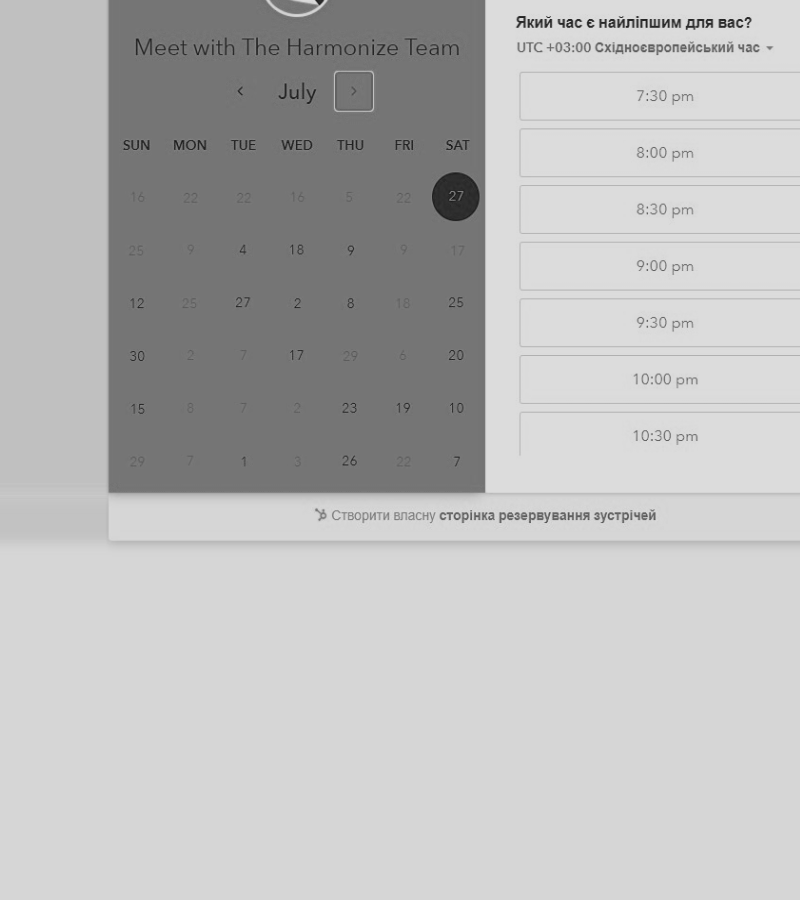 Meet with The Harmonize Team
July
SUN MON TUE WED THU FRI SAT
16 22 22 16 5 22 27
25 9 4 18 9 9 17
12 25 27 2 8 18 25
30 2 7 17 29 6 20
15 8 7 2 23 19 10
29 7 1 3 26 22 7
Який час є найліпшим для вас?
UTC +03:00 Східноєвропейський час
7:30 pm
8:00 pm
8:30 pm
9:00 pm
9:30 pm
10:00 pm
10:30 pm
Створити власну сторінка резервування зустрічей